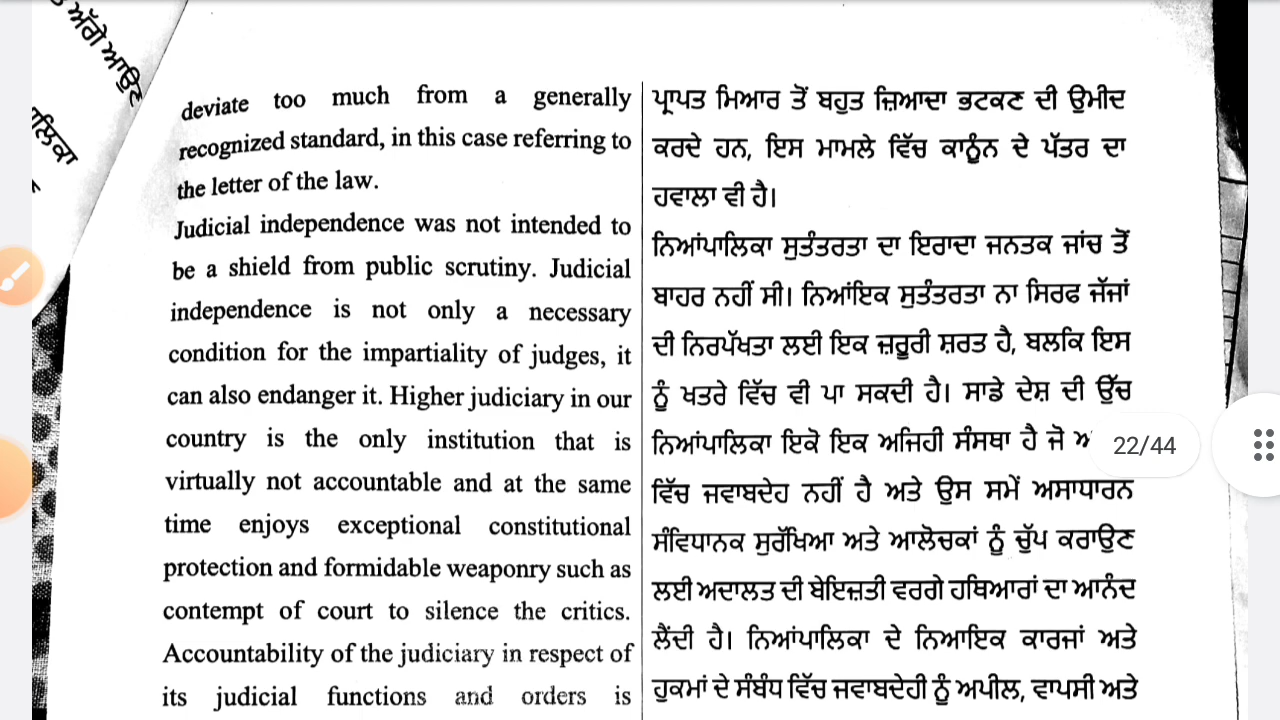 ਅੱਗੇ ਆਉਣ
deviate too much from a generally
recognized standard, in this case referring to
the letter of the law.
Judicial independence was not intended to
be a shield from public scrutiny. Judicial
independence is not only a necessary
condition for the impartiality of judges, it
can also endanger it. Higher judiciary in our
country is the only institution that is
virtually not accountable and at the same
time enjoys exceptional constitutional
protection and formidable weaponry such as
contempt of court to silence the critics.
Accountability of the judiciary in respect of
its judicial functions and orders is
ਪ੍ਰਾਪਤ ਮਿਆਰ ਤੋਂ ਬਹੁਤ ਜ਼ਿਆਦਾ ਭਟਕਣ ਦੀ ਉਮੀਦ
ਕਰਦੇ ਹਨ, ਇਸ ਮਾਮਲੇ ਵਿੱਚ ਕਾਨੂੰਨ ਦੇ ਪੱਤਰ ਦਾ
ਹਵਾਲਾ ਵੀ ਹੈ।
ਨਿਆਂਪਾਲਿਕਾ ਸੁਤੰਤਰਤਾ ਦਾ ਇਰਾਦਾ ਜਨਤਕ ਜਾਂਚ ਤੋਂ
ਬਾਹਰ ਨਹੀਂ ਸੀ। ਨਿਆਂਇਕ ਸੁਤੰਤਰਤਾ ਨਾ ਸਿਰਫ ਜੱਜਾਂ
ਦੀ ਨਿਰਪੱਖਤਾ ਲਈ ਇਕ ਜ਼ਰੂਰੀ ਸ਼ਰਤ ਹੈ, ਬਲਕਿ ਇਸ
ਨੂੰ ਖਤਰੇ ਵਿੱਚ ਵੀ ਪਾ ਸਕਦੀ ਹੈ। ਸਾਡੇ ਦੇਸ਼ ਦੀ ਉੱਚ
ਨਿਆਂਪਾਲਿਕਾ ਇਕੋ ਇਕ ਅਜਿਹੀ ਸੰਸਥਾ ਹੈ ਜੋ
ਵਿੱਚ ਜਵਾਬਦੇਹ ਨਹੀਂ ਹੈ ਅਤੇ ਉਸ ਸਮੇਂ ਅਸਾਧਾਰਨ
ਸੰਵਿਧਾਨਕ ਸੁਰੱਖਿਆ ਅਤੇ ਆਲੋਚਕਾਂ ਨੂੰ ਚੁੱਪ ਕਰਾਉਣ
ਲਈ ਅਦਾਲਤ ਦੀ ਬੇਇਜ਼ਤੀ ਵਰਗੇ ਹਥਿਆਰਾਂ ਦਾ ਆਨੰਦ
ਲੈਂਦੀ ਹੈ। ਨਿਆਂਪਾਲਿਕਾ ਦੇ ਨਿਆਇਕ ਕਾਰਜਾਂ ਅਤੇ
ਹੁਕਮਾਂ ਦੇ ਸੰਬੰਧ ਵਿੱਚ ਜਵਾਬਦੇਹੀ ਨੂੰ ਅਪੀਲ, ਵਾਪਸੀ ਅਤੇ
22/44